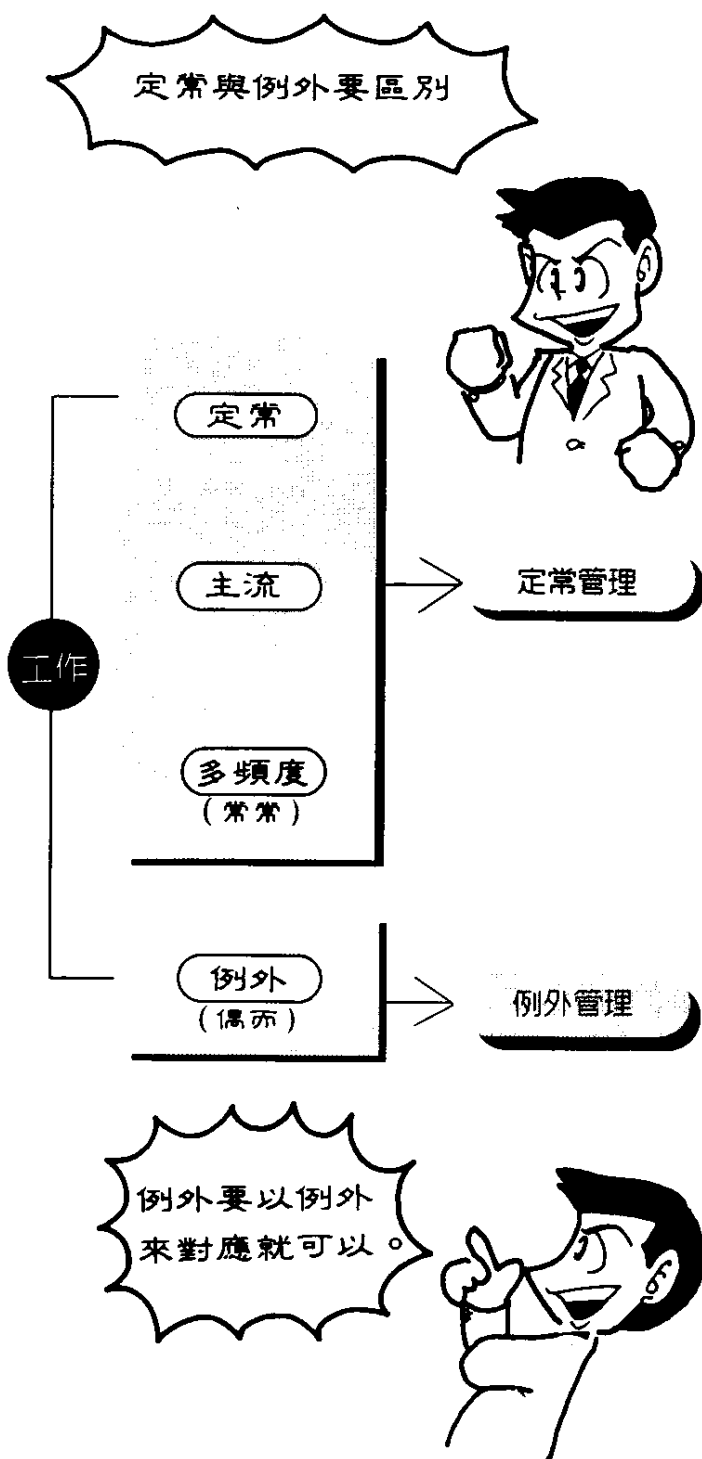 定常與例外要區別
定常
主流
定常管理
工作
多頻度
(常常)
例外
(偶而)
例外管理
例外要以例外
來對應就可以。